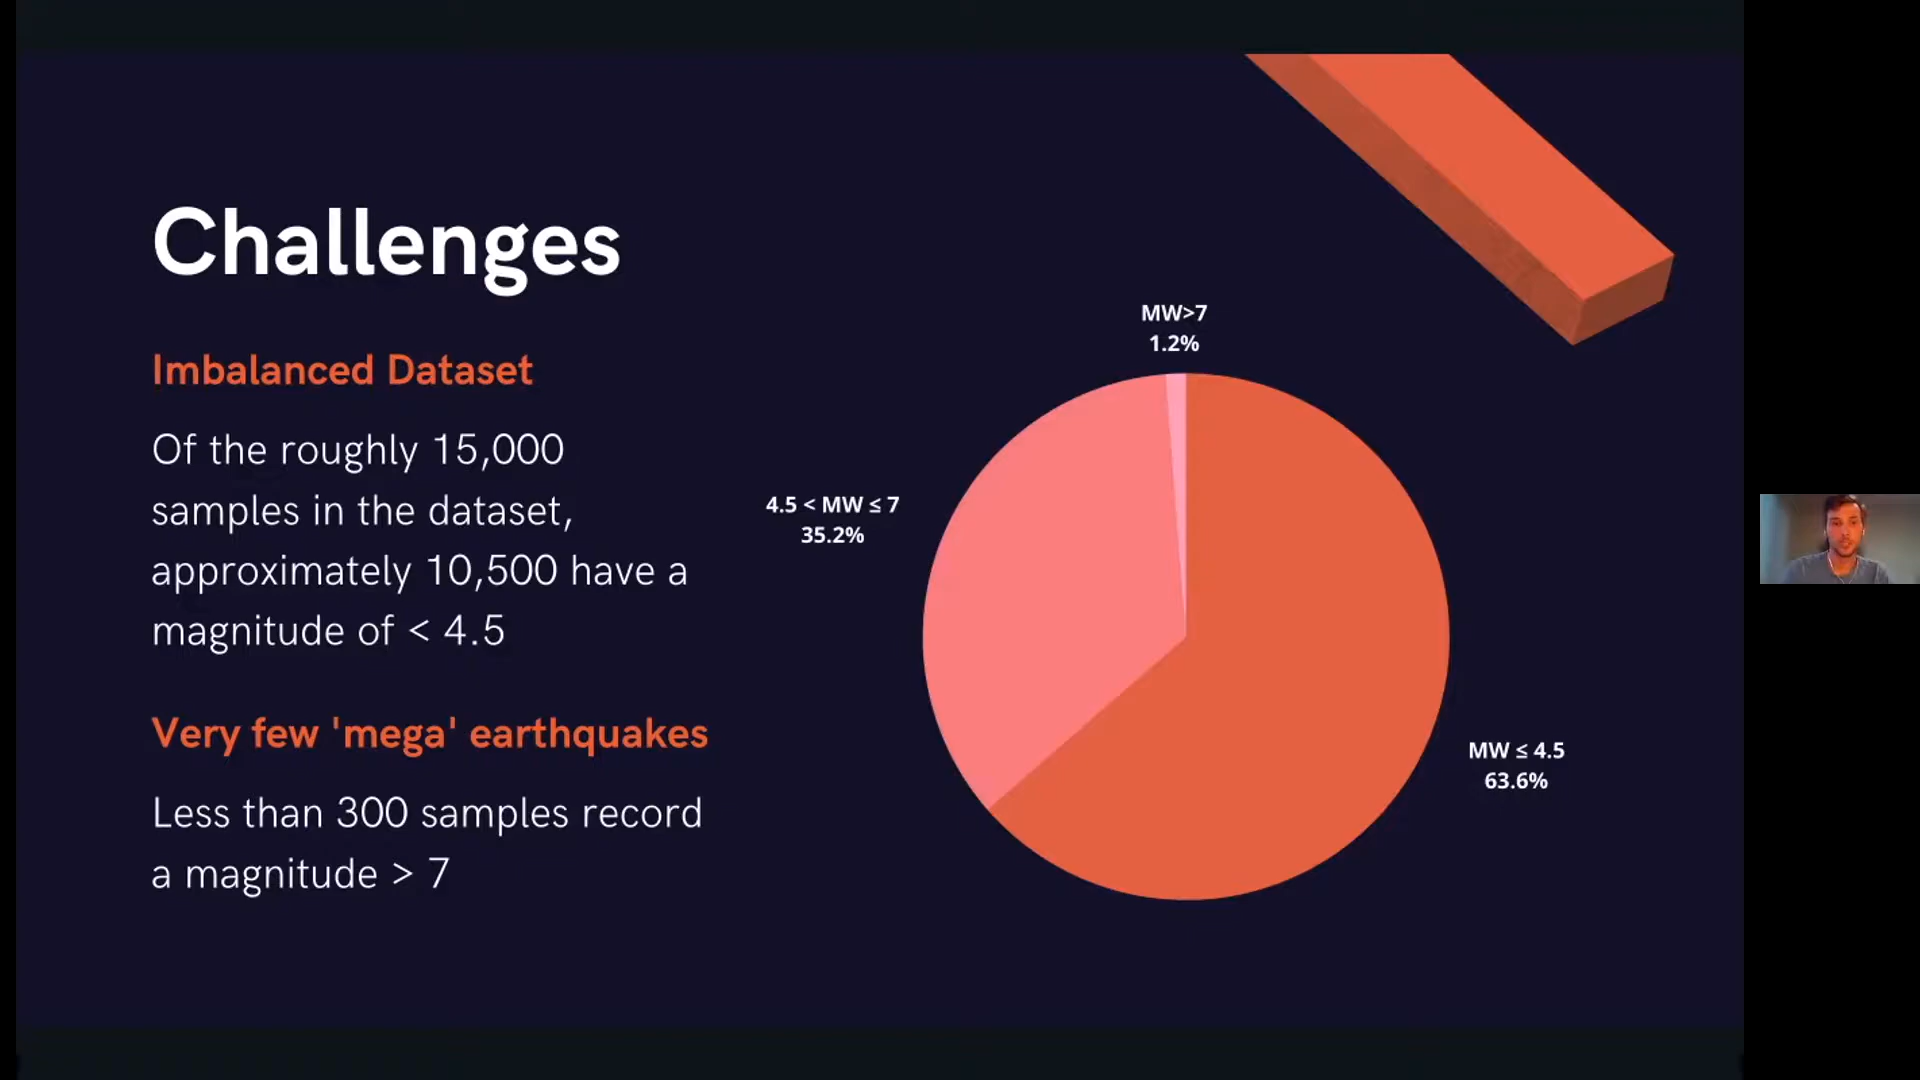 Challenges
Imbalanced Dataset
Of the roughly 15,000
samples in the dataset,
approximately 10,500 have a
magnitude of < 4.5
Very few 'mega' earthquakes
Less than 300 samples record
a magnitude > 7
MW>7
1.2%
4.5 < MW ≤ 7
35.2%
MW ≤ 4.5
63.6%